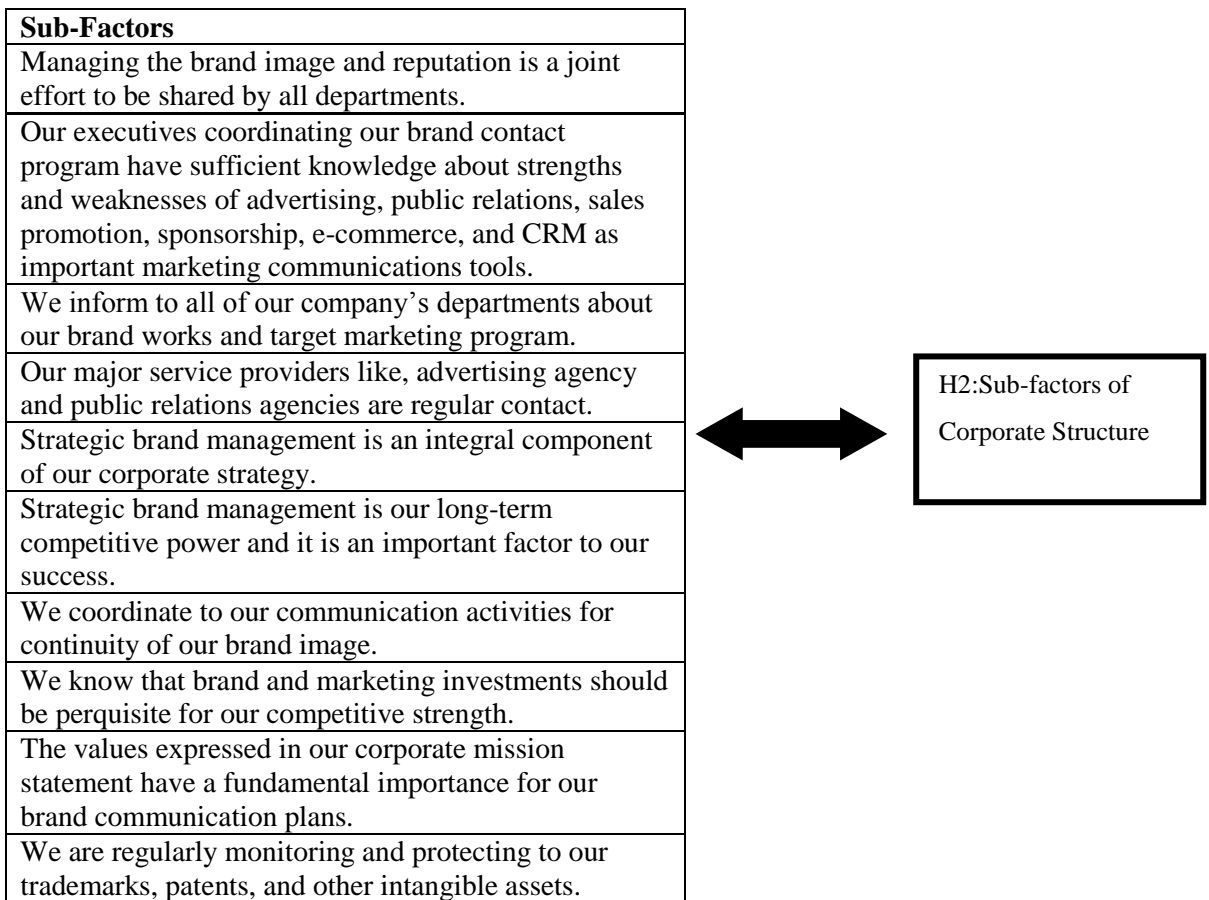 Sub-Factors
Managing the brand image and reputation is a joint
effort to be shared by all departments.
Our executives coordinating our brand contact
program have sufficient knowledge about strengths
and weaknesses of advertising, public relations, sales
promotion, sponsorship, e-commerce, and CRM as
important marketing communications tools.
We inform to all of our company’s departments about
our brand works and target marketing program.
Our major service providers like, advertising agency
and public relations agencies are regular contact.
Strategic brand management is an integral component
of our corporate strategy.
Strategic brand management is our long-term
competitive power and it is an important factor to our
success.
We coordinate to our communication activities for
continuity of our brand image.
We know that brand and marketing investments should
be perquisite for our competitive strength.
The values expressed in our corporate mission
statement have a fundamental importance for our
brand communication plans.
We are regularly monitoring and protecting to our
trademarks, patents, and other intangible assets.
H2:Sub-factors of
Corporate Structure